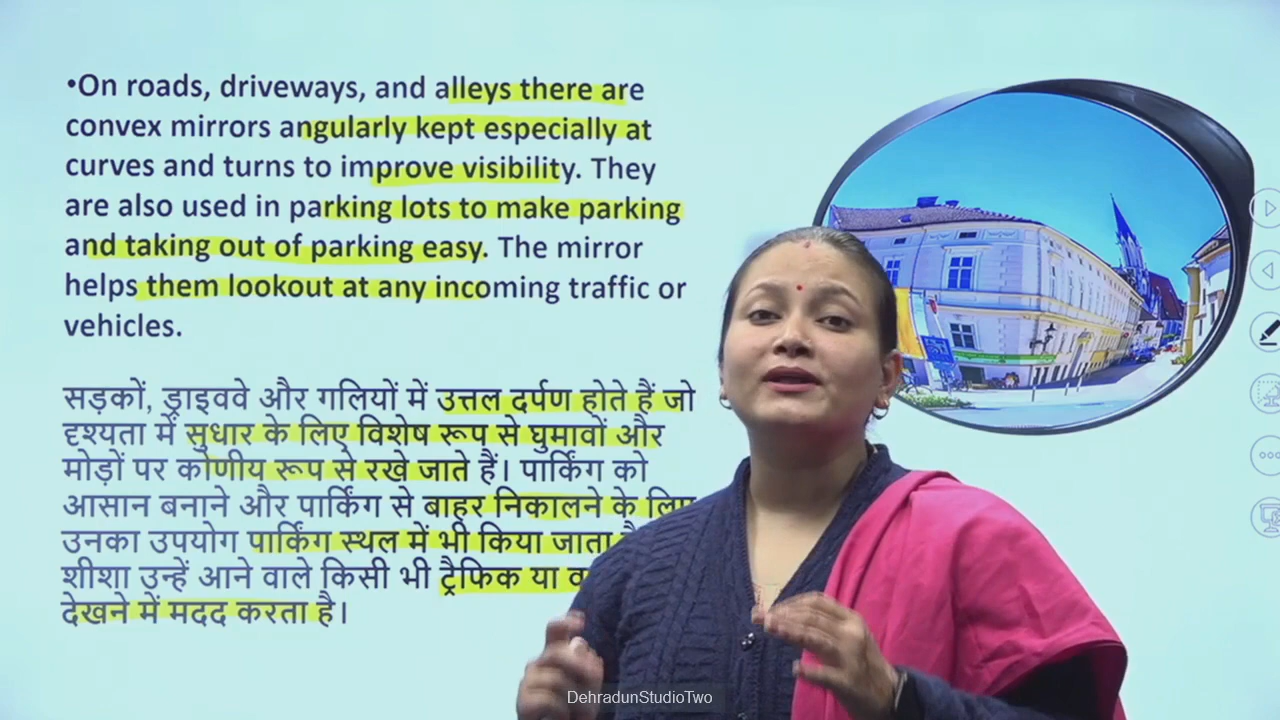 •On roads, driveways, and alleys there are
convex mirrors angularly kept especially at
curves and turns to improve visibility. They
are also used in parking lots to make parking
and taking out of parking easy. The mirror
helps them lookout at any incoming traffic or
vehicles.
सड़कों, ड्राइववे और गलियों में उत्तल दर्पण होते हैं जो
दृश्यता में सुधार के लिए विशेष रूप से घुमावों और
मोड़ों पर कोणीय रूप से रखे जाते हैं। पार्किंग को
आसान बनाने और पार्किंग से बाहर निकालने के लिए
उनका उपयोग पार्किंग स्थल में भी किया जाता
शीशा उन्हें आने वाले किसी भी ट्रैफिक या
देखने में मदद करता है।
DehradunStudioTwo